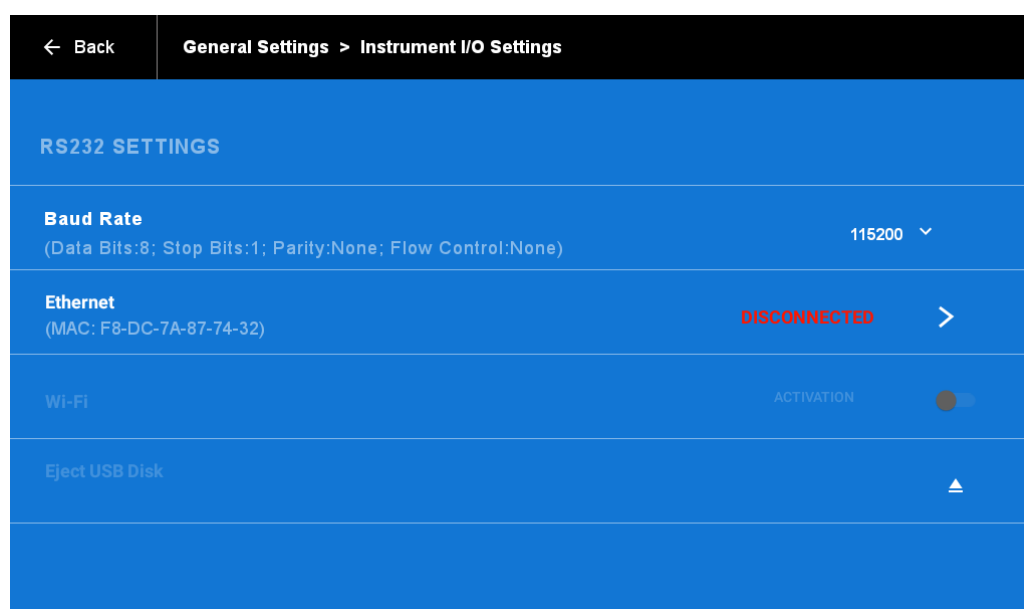 ← Back
General Settings > Instrument I/O Settings
RS232 SETTINGS
Baud Rate
(Data Bits:8; Stop Bits:1; Parity:None; Flow Control:None)
115200
Ethernet
(MAC: F8-DC-7A-87-74-32)
DISCONNECTED
Wi-Fi
ACTIVATION
Eject USB Disk